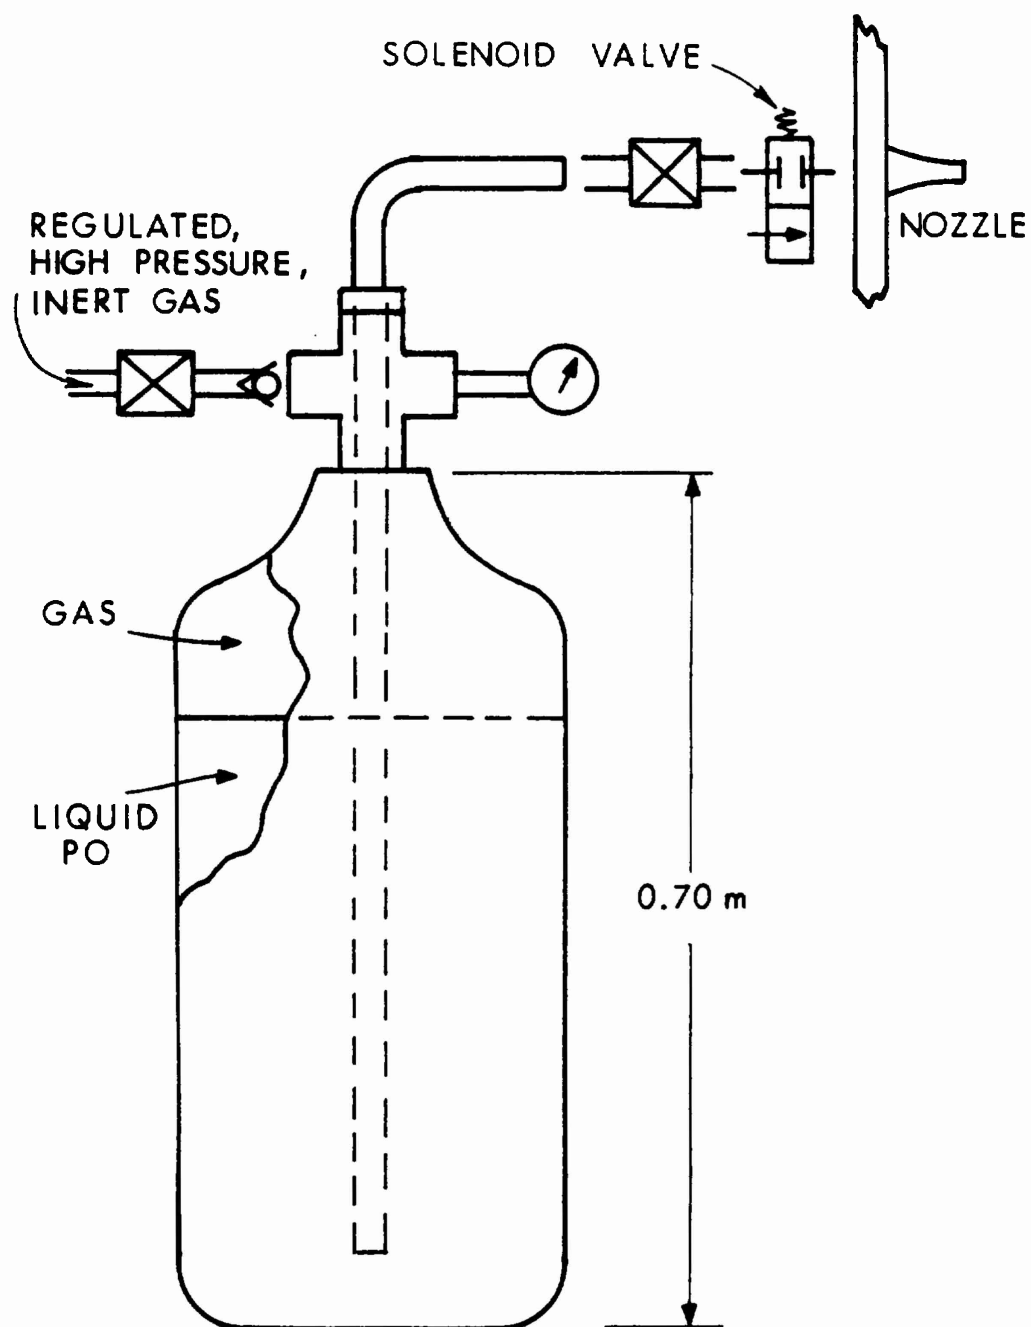 SOLENOID VALVE
REGULATED,
HIGH PRESSURE,
INERT GAS
NOZZLE
GAS
LIQUID
PO
0.70 m